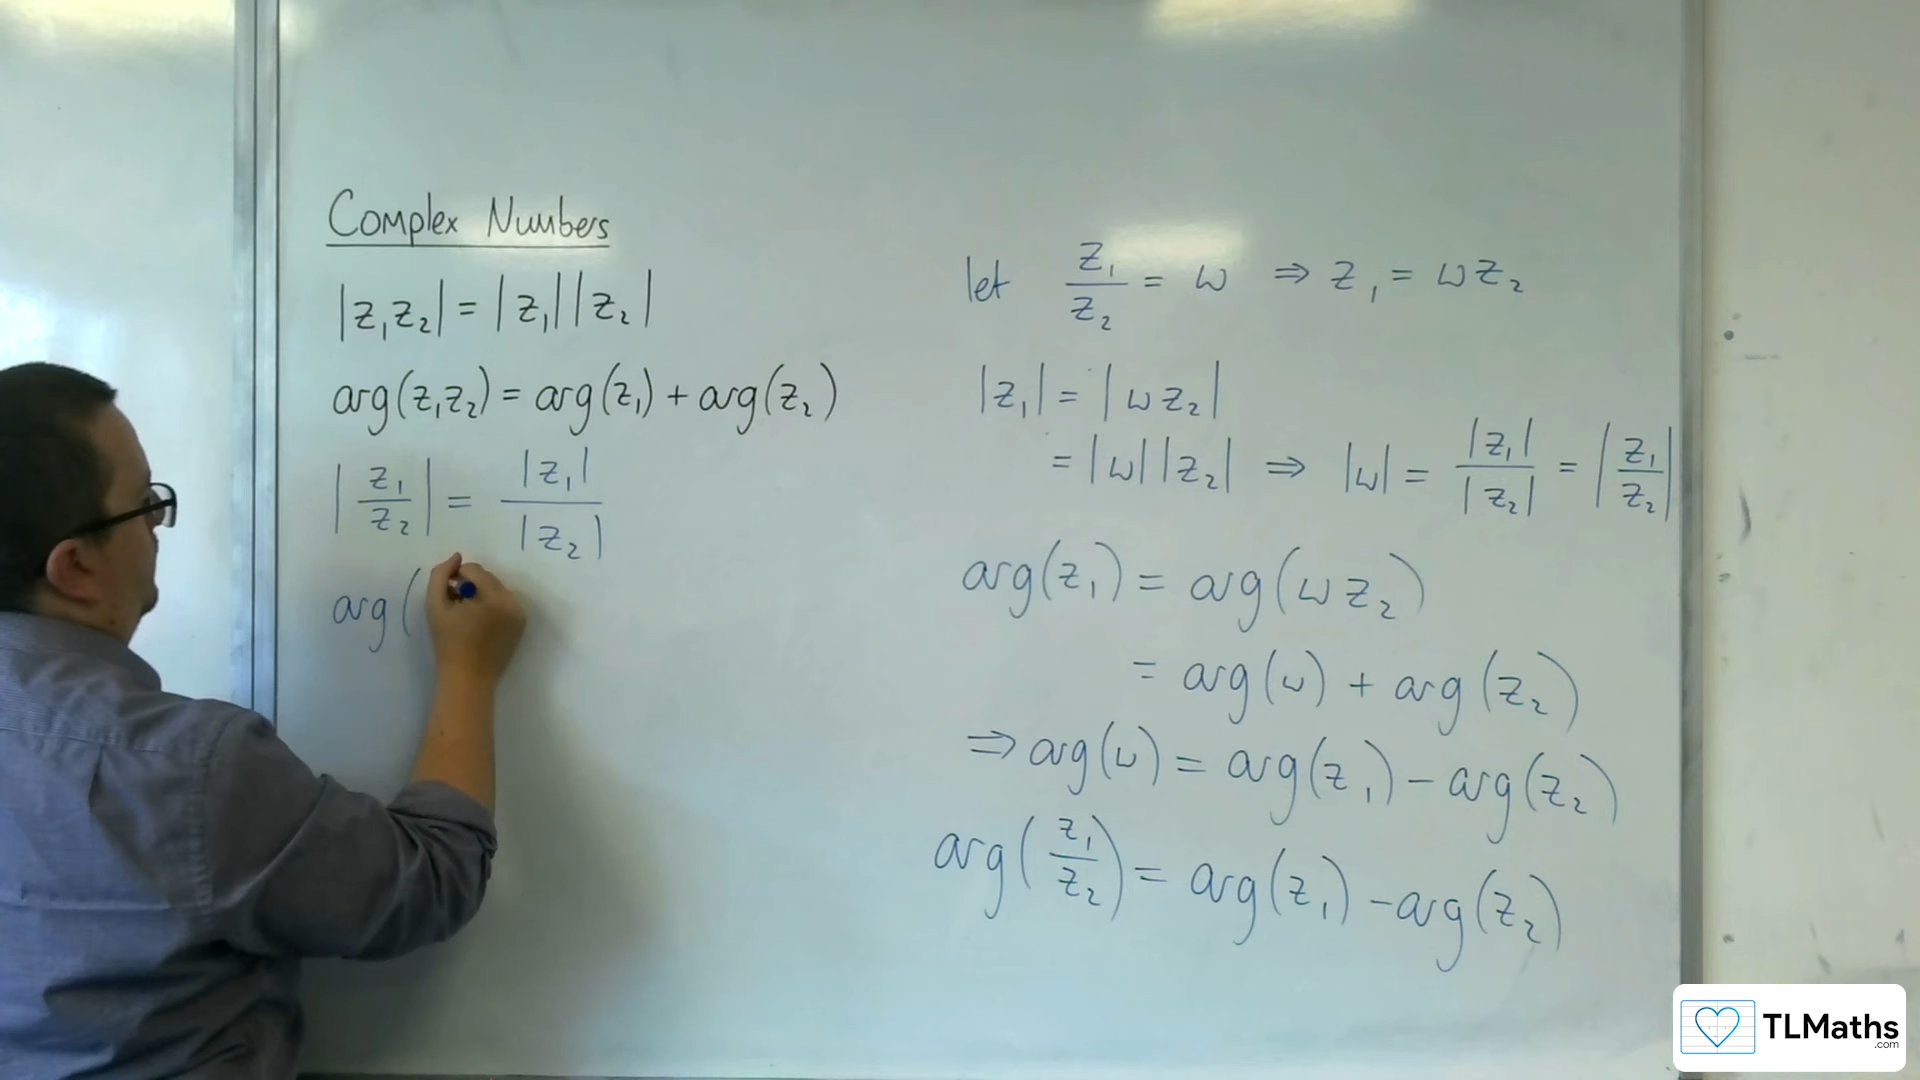 Complex Numbers
|z₁z₂| = |z₁||z₂|
arg(z₁z₂) = arg(z₁) + arg(z₂)
|z₁/z₂| = |z₁|/|z₂|
arg(
let z₁/z₂ = w ⇒ z₁ = wz₂
|z₁| = |wz₂|
= |w||z₂| ⇒ |w| = |z₁|/|z₂| = |z₁/z₂|
arg(z₁) = arg(wz₂)
= arg(w) + arg(z₂)
⇒ arg(w) = arg(z₁) − arg(z₂)
arg(z₁/z₂) = arg(z₁) − arg(z₂)
TLMaths
.com